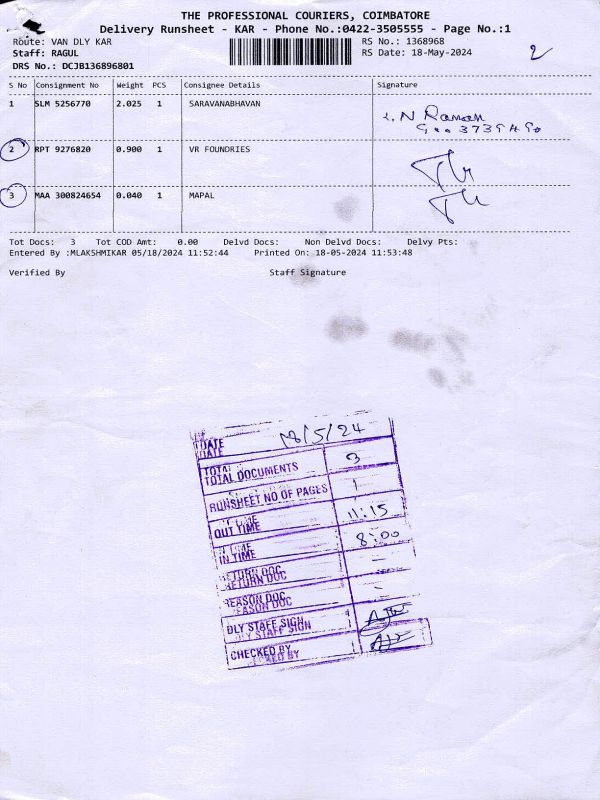 THE PROFESSIONAL COURIERS, COIMBATORE
Delivery Runsheet - KAR - Phone No.:0422-3505555 - Page No.:1
Route: VAN DLY KAR
RS No.: 1368968
Staff: RAGUL
RS Date: 18-May-2024
2
DRS No.: DCJB136896801
S No Consignment No Weight PCS Consignee Details Signature
1 SLM 5256770 2.025 1 SARAVANABHAVAN
N Raman
2 RPT 9276820 0.900 1 VR FOUNDRIES
3 MAA 300824654 0.040 1 MAPAL
Tot Docs: 3 Tot COD Amt: 0.00 Delvd Docs: Non Delvd Docs: Delvy Pts:
Entered By :MLAKSHMIKAR 05/18/2024 11:52:44 Printed On: 18-05-2024 11:53:48
Verified By Staff Signature
DATE 18/5/24
TOTAL DOCUMENTS 3
RUNSHEET NO OF PAGES 1
OUT TIME 11:15
IN TIME 8:00
RETURN DOC -
REASON DOC -
DLY STAFF SIGN
CHECKED BY